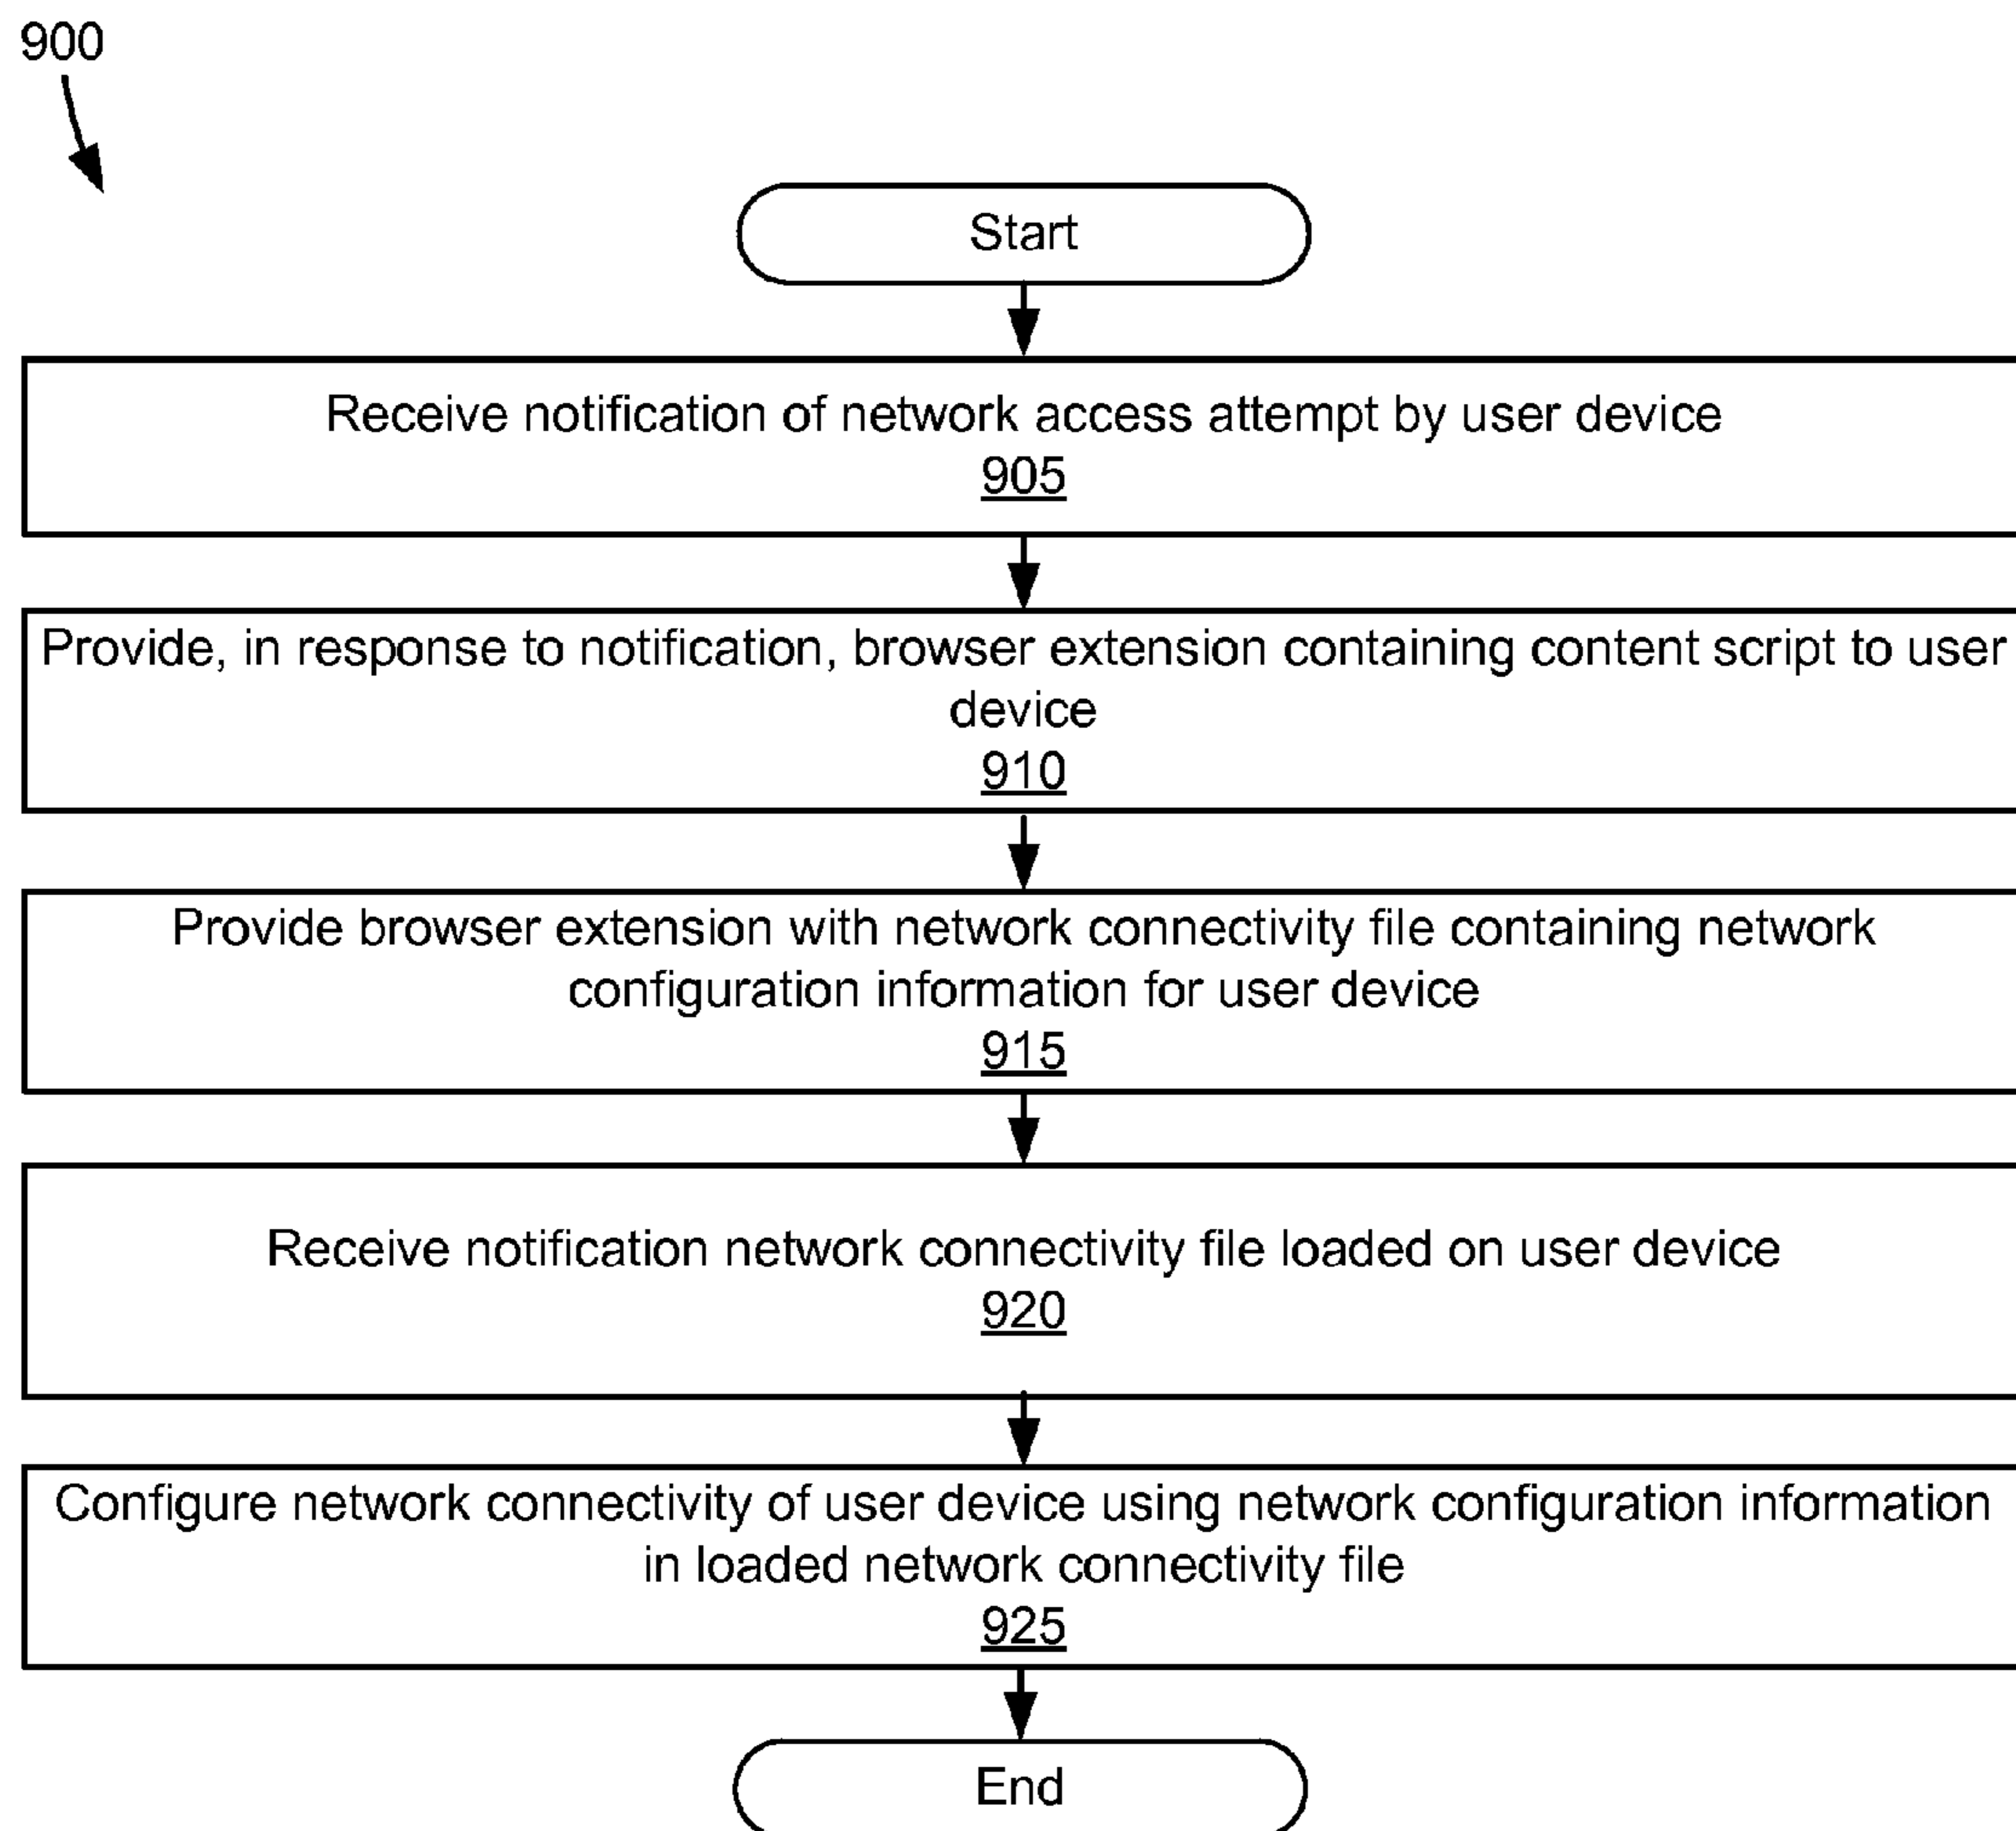 900
Start
Receive notification of network access attempt by user device
905
Provide, in response to notification, browser extension containing content script to user
device
910
Provide browser extension with network connectivity file containing network
configuration information for user device
915
Receive notification network connectivity file loaded on user device
920
Configure network connectivity of user device using network configuration information
in loaded network connectivity file
925
End